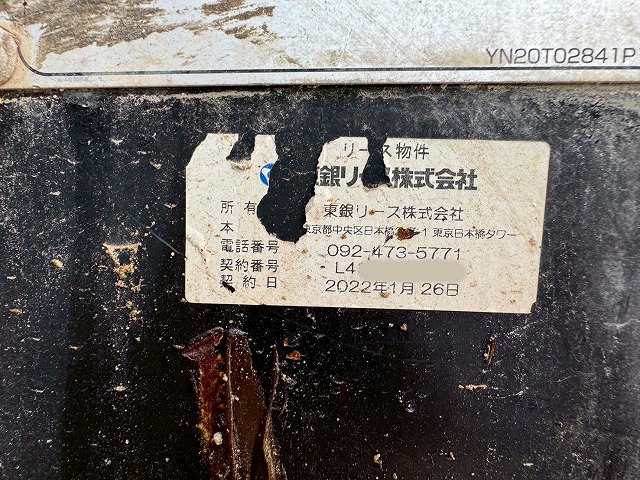 YN20T02841P
リース物件
東銀リース株式会社
所有 東銀リース株式会社
本 東京都中央区日本橋 -1 東京日本橋タワー
電話番号 092-473-5771
契約番号 L4
契約日 2022年1月26日